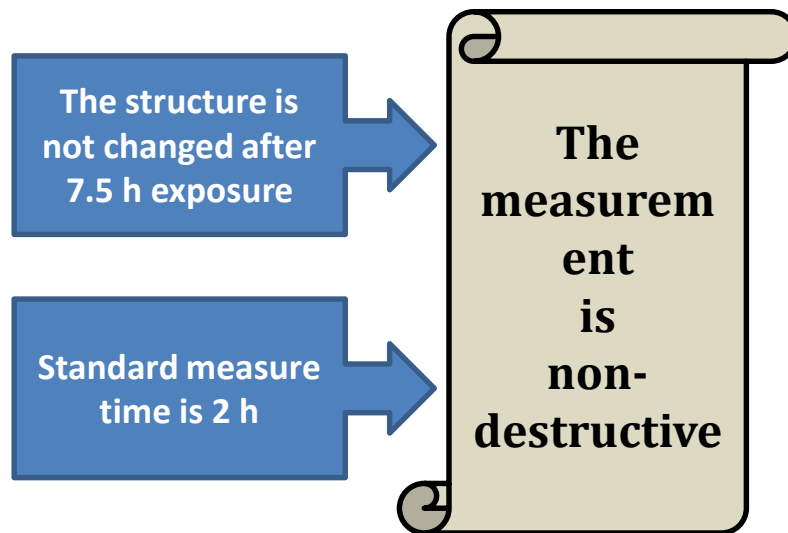 The structure is
not changed after
7.5 h exposure
Standard measure
time is 2 h
The
measurem
ent
is
non-
destructive